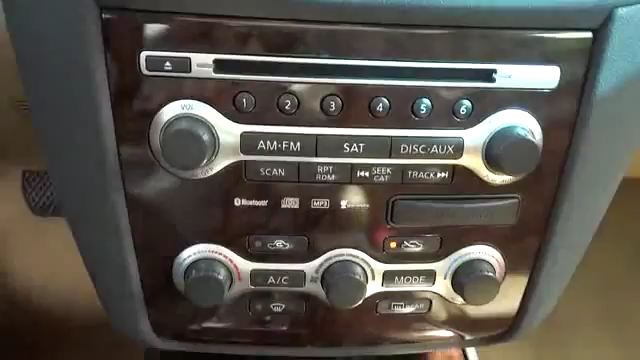 1 2 3 4 5 6
VOL
AM·FM SAT DISC·AUX
SCAN RPT RDM SEEK CAT TRACK
Bluetooth MP3
A/C MODE
REAR